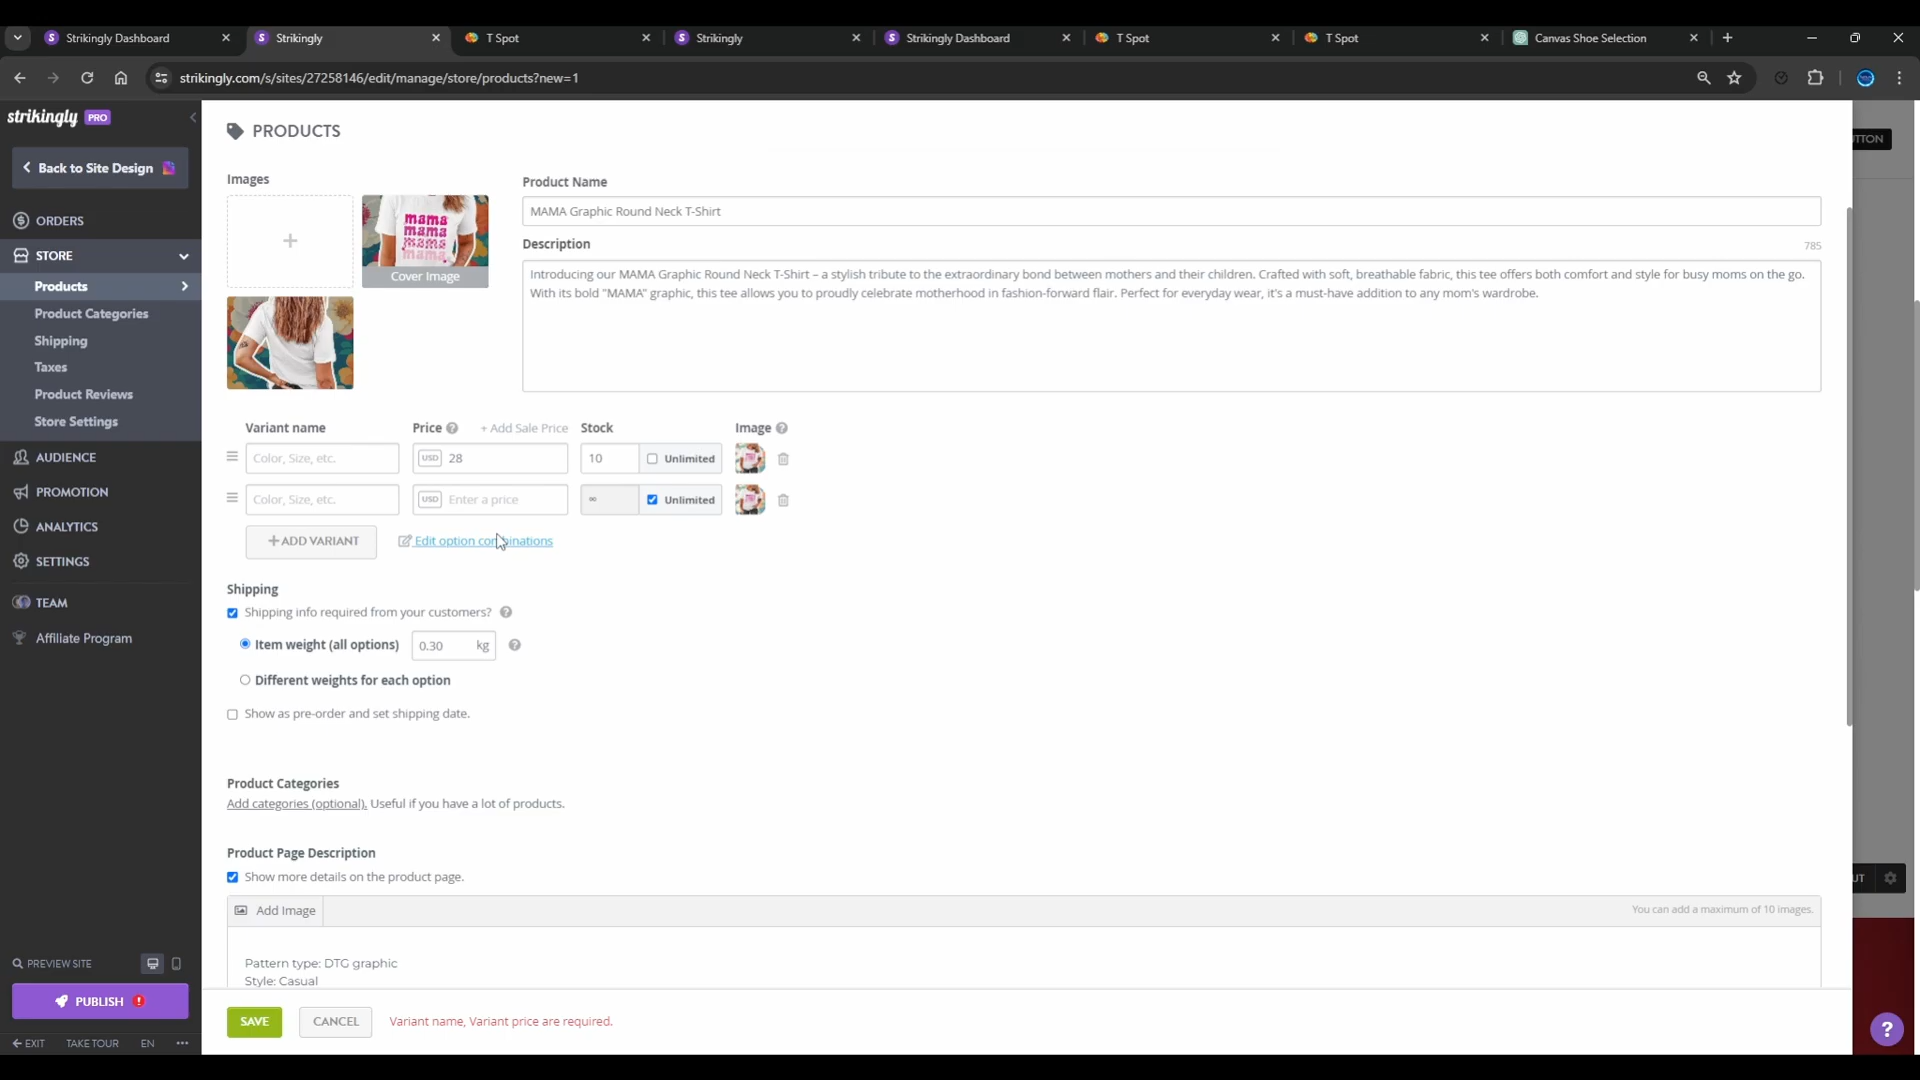 Strikingly Dashboard
Strikingly
T Spot
Strikingly
Strikingly Dashboard
T Spot
T Spot
Canvas Shoe Selection
strikingly.com/s/sites/27258146/edit/manage/store/products?new=1
strikingly PRO
Back to Site Design
ORDERS
STORE
Products
Product Categories
Shipping
Taxes
Product Reviews
Store Settings
AUDIENCE
PROMOTION
ANALYTICS
SETTINGS
TEAM
Affiliate Program
PREVIEW SITE
PUBLISH !
EXIT TAKE TOUR EN
PRODUCTS
Images
mama
mama
mama
mama
Cover Image
Product Name
MAMA Graphic Round Neck T-Shirt
Description 785
Introducing our MAMA Graphic Round Neck T-Shirt – a stylish tribute to the extraordinary bond between mothers and their children. Crafted with soft, breathable fabric, this tee offers both comfort and style for busy moms on the go.
With its bold "MAMA" graphic, this tee allows you to proudly celebrate motherhood in fashion-forward flair. Perfect for everyday wear, it's a must-have addition to any mom's wardrobe.
Variant name Price ? + Add Sale Price Stock Image ?
Color, Size, etc. USD 28 10 Unlimited
Color, Size, etc. USD Enter a price ∞ Unlimited
+ ADD VARIANT Edit option combinations
Shipping
Shipping info required from your customers? ?
Item weight (all options) 0.30 kg ?
Different weights for each option
Show as pre-order and set shipping date.
Product Categories
Add categories (optional). Useful if you have a lot of products.
Product Page Description
Show more details on the product page.
Add Image You can add a maximum of 10 images.
Pattern type: DTG graphic
Style: Casual
SAVE CANCEL Variant name, Variant price are required.
UTTON
UT
?